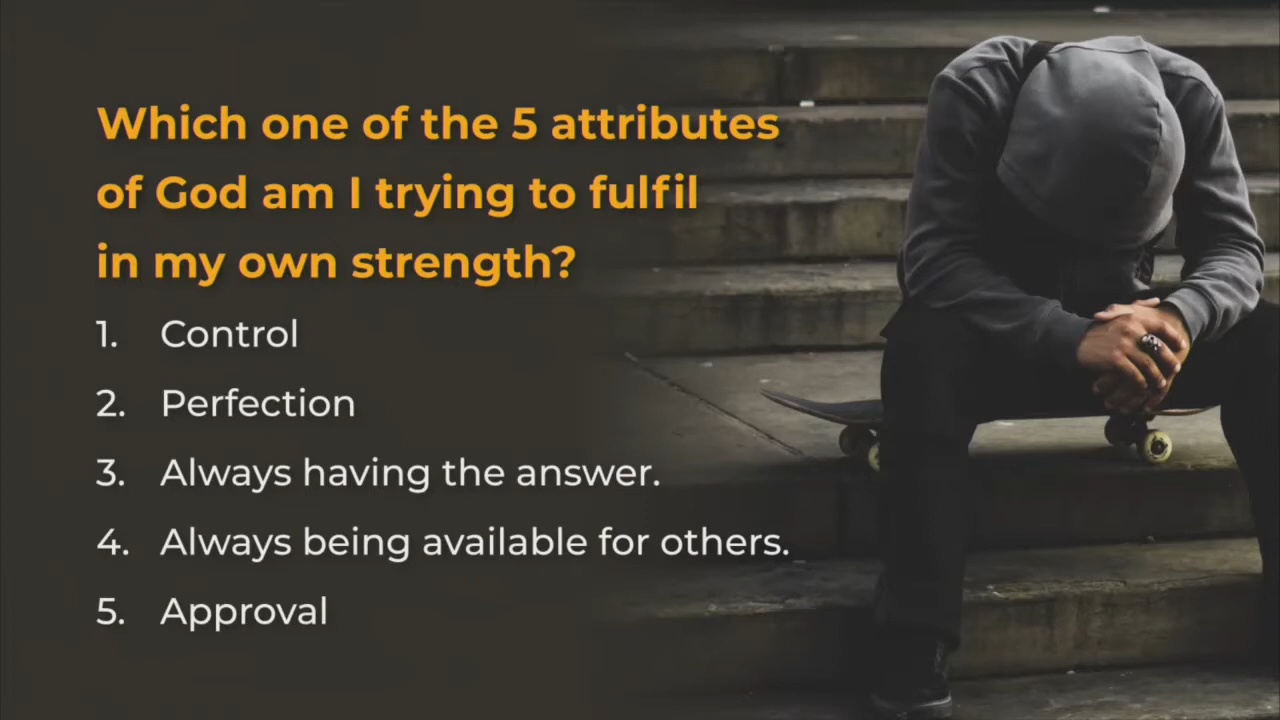 Which one of the 5 attributes
of God am I trying to fulfil
in my own strength?
1. Control
2. Perfection
3. Always having the answer.
4. Always being available for others.
5. Approval